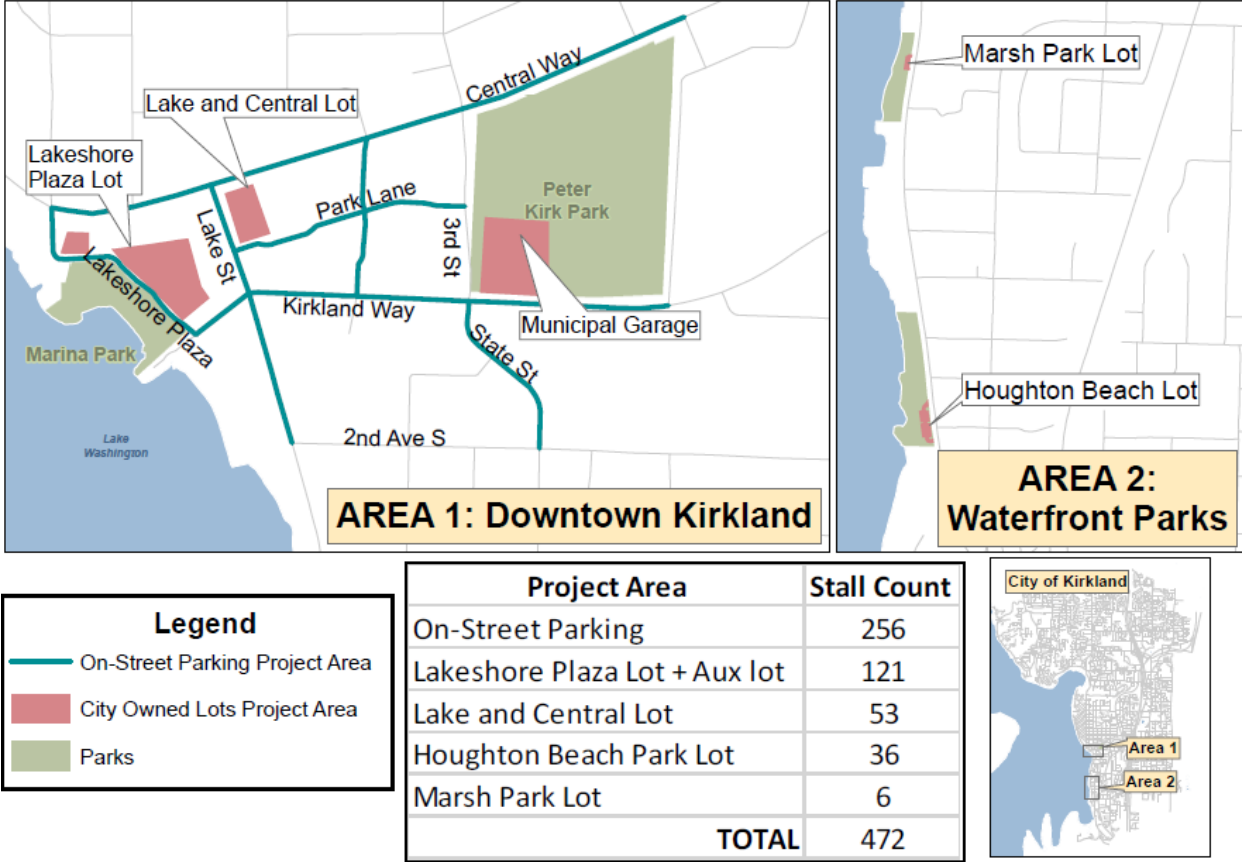 Central Way
Lake and Central Lot
Lakeshore
Plaza Lot
Park Lane
Peter
Kirk Park
Lake St
3rd St
Lakeshore Plaza
Kirkland Way
Municipal Garage
State St
Marina Park
Lake
Washington
2nd Ave S
AREA 1: Downtown Kirkland
Marsh Park Lot
Houghton Beach Lot
AREA 2:
Waterfront Parks
Legend
On-Street Parking Project Area
City Owned Lots Project Area
Parks
Project Area Stall Count
On-Street Parking 256
Lakeshore Plaza Lot + Aux lot 121
Lake and Central Lot 53
Houghton Beach Park Lot 36
Marsh Park Lot 6
TOTAL 472
City of Kirkland
Area 1
Area 2